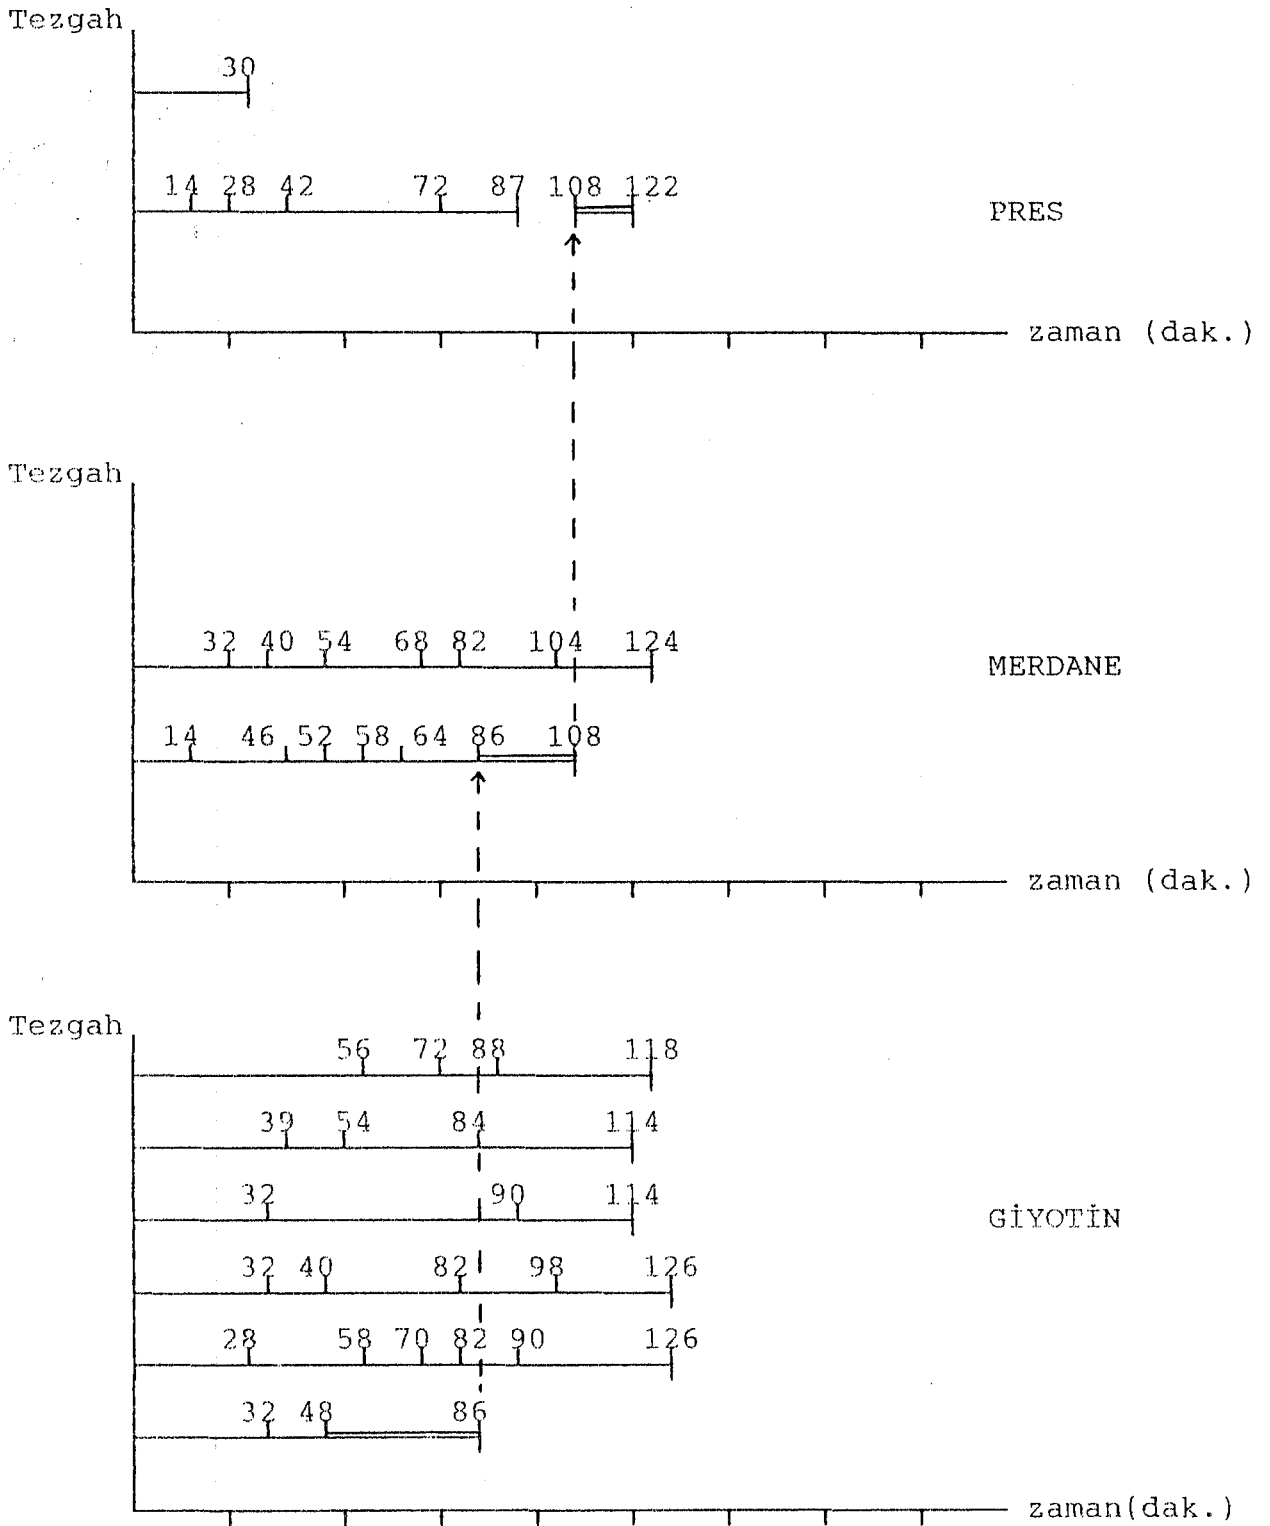 Tezgah
30
14 28 42 72 87 108 122
PRES
zaman (dak.)
Tezgah
32 40 54 68 82 104 124
MERDANE
14 46 52 58 64 86 108
zaman (dak.)
Tezgah
56 72 88 118
39 54 84 114
32 90 114
GİYOTİN
32 40 82 98 126
28 58 70 82 90 126
32 48 86
zaman(dak.)